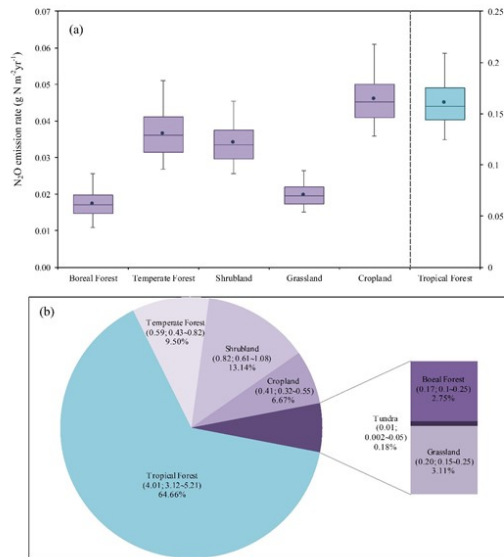 (a)
0.07
0.06
0.05
0.04
0.03
0.02
0.01
0.00
N₂O emission rate (g N m⁻²yr⁻¹)
0.25
0.2
0.15
0.1
0.05
0
Boreal Forest Temperate Forest Shrubland Grassland Cropland Tropical Forest
(b)
Temperate Forest
(0.59; 0.43-0.82)
9.50%
Shrubland
(0.82; 0.61-1.08)
13.14%
Cropland
(0.41; 0.32-0.55)
6.67%
Tropical Forest
(4.01; 3.12-5.21)
64.66%
Tundra
(0.01;
0.002-0.05)
0.18%
Boeal Forest
(0.17; 0.1-0.25)
2.75%
Grassland
(0.20; 0.15-0.25)
3.11%